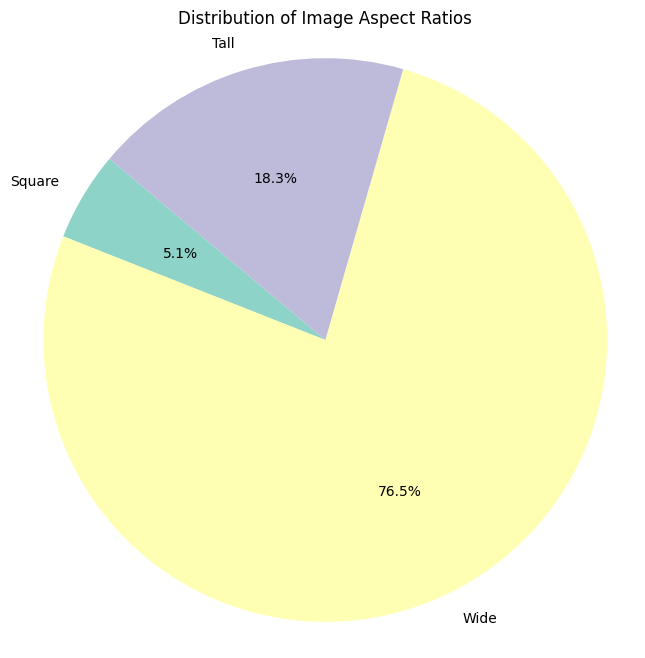 Distribution of Image Aspect Ratios
Tall
Square
18.3%
5.1%
76.5%
Wide